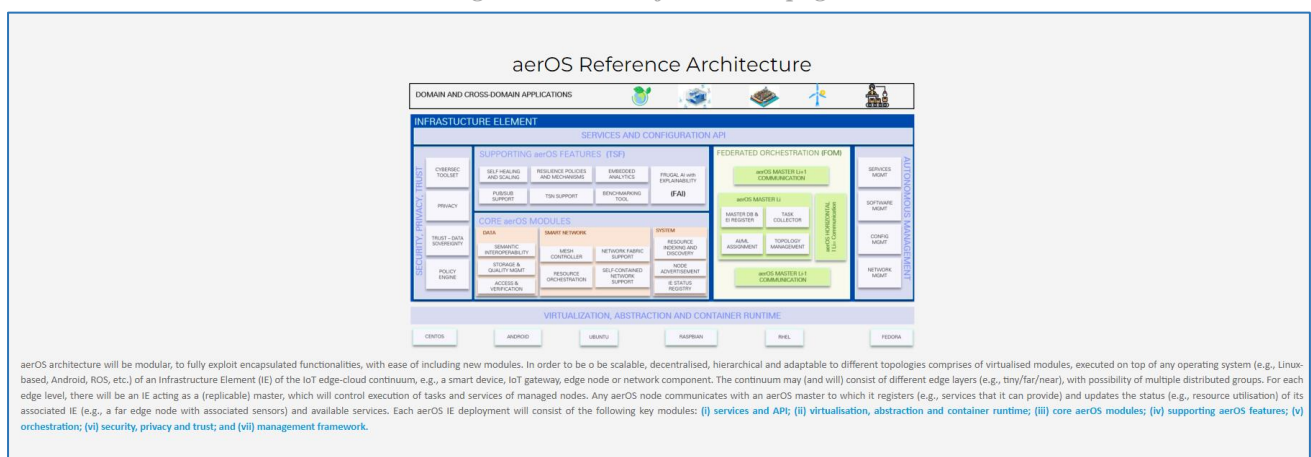 aerOS Reference Architecture
DOMAIN AND CROSS-DOMAIN APPLICATIONS
INFRASTUCTURE ELEMENT
SERVICES AND CONFIGURATION API
SECURITY, PRIVACY, TRUST
CYBERSEC
TOOLSET
PRIVACY
TRUST – DATA
SOVEREIGNTY
POLICY
ENGINE
SUPPORTING aerOS FEATURES (TSF)
SELF-HEALING
AND SCALING
RESILIENCE POLICIES
AND MECHANISMS
EMBEDDED
ANALYTICS
FRUGAL AI with
EXPLAINABILITY
(FAI)
PUB/SUB
SUPPORT
TSN SUPPORT
BENCHMARKING
TOOL
CORE aerOS MODULES
DATA
SEMANTIC
INTEROPERABILITY
STORAGE &
QUALITY MGMT
ACCESS &
VERIFICATION
SMART NETWORK
MESH
CONTROLLER
NETWORK FABRIC
SUPPORT
RESOURCE
ORCHESTRATION
SELF-CONTAINED
NETWORK
SUPPORT
SYSTEM
RESOURCE
INDEXING AND
DISCOVERY
NODE
ADVERTISEMENT
IE STATUS
REGISTRY
FEDERATED ORCHESTRATION (FOM)
aerOS MASTER Li+1
COMMUNICATION
aerOS MASTER Li
MASTER DB &
EI REGISTER
TASK
COLLECTOR
AI/ML
ASSIGNMENT
TOPOLOGY
MANAGEMENT
aerOS HORIZONTAL
Communication
aerOS MASTER Li-1
COMMUNICATION
SERVICES
MGMT
SOFTWARE
MGMT
CONFIG
MGMT
NETWORK
MGMT
AUTONOMOUS MANAGEMENT
VIRTUALIZATION, ABSTRACTION AND CONTAINER RUNTIME
CENTOS
ANDROID
UBUNTU
RASPBIAN
RHEL
FEDORA
aerOS architecture will be modular, to fully exploit encapsulated functionalities, with ease of including new modules. In order to be o be scalable, decentralised, hierarchical and adaptable to different topologies comprises of virtualised modules, executed on top of any operating system (e.g., Linux-
based, Android, ROS, etc.) of an Infrastructure Element (IE) of the IoT edge-cloud continuum, e.g., a smart device, IoT gateway, edge node or network component. The continuum may (and will) consist of different edge layers (e.g., tiny/far/near), with possibility of multiple distributed groups. For each
edge level, there will be an IE acting as a (replicable) master, which will control execution of tasks and services of managed nodes. Any aerOS node communicates with an aerOS master to which it registers (e.g., services that it can provide) and updates the status (e.g., resource utilisation) of its
associated IE (e.g., a far edge node with associated sensors) and available services. Each aerOS IE deployment will consist of the following key modules: (i) services and API; (ii) virtualisation, abstraction and container runtime; (iii) core aerOS modules; (iv) supporting aerOS features; (v)
orchestration; (vi) security, privacy and trust; and (vii) management framework.